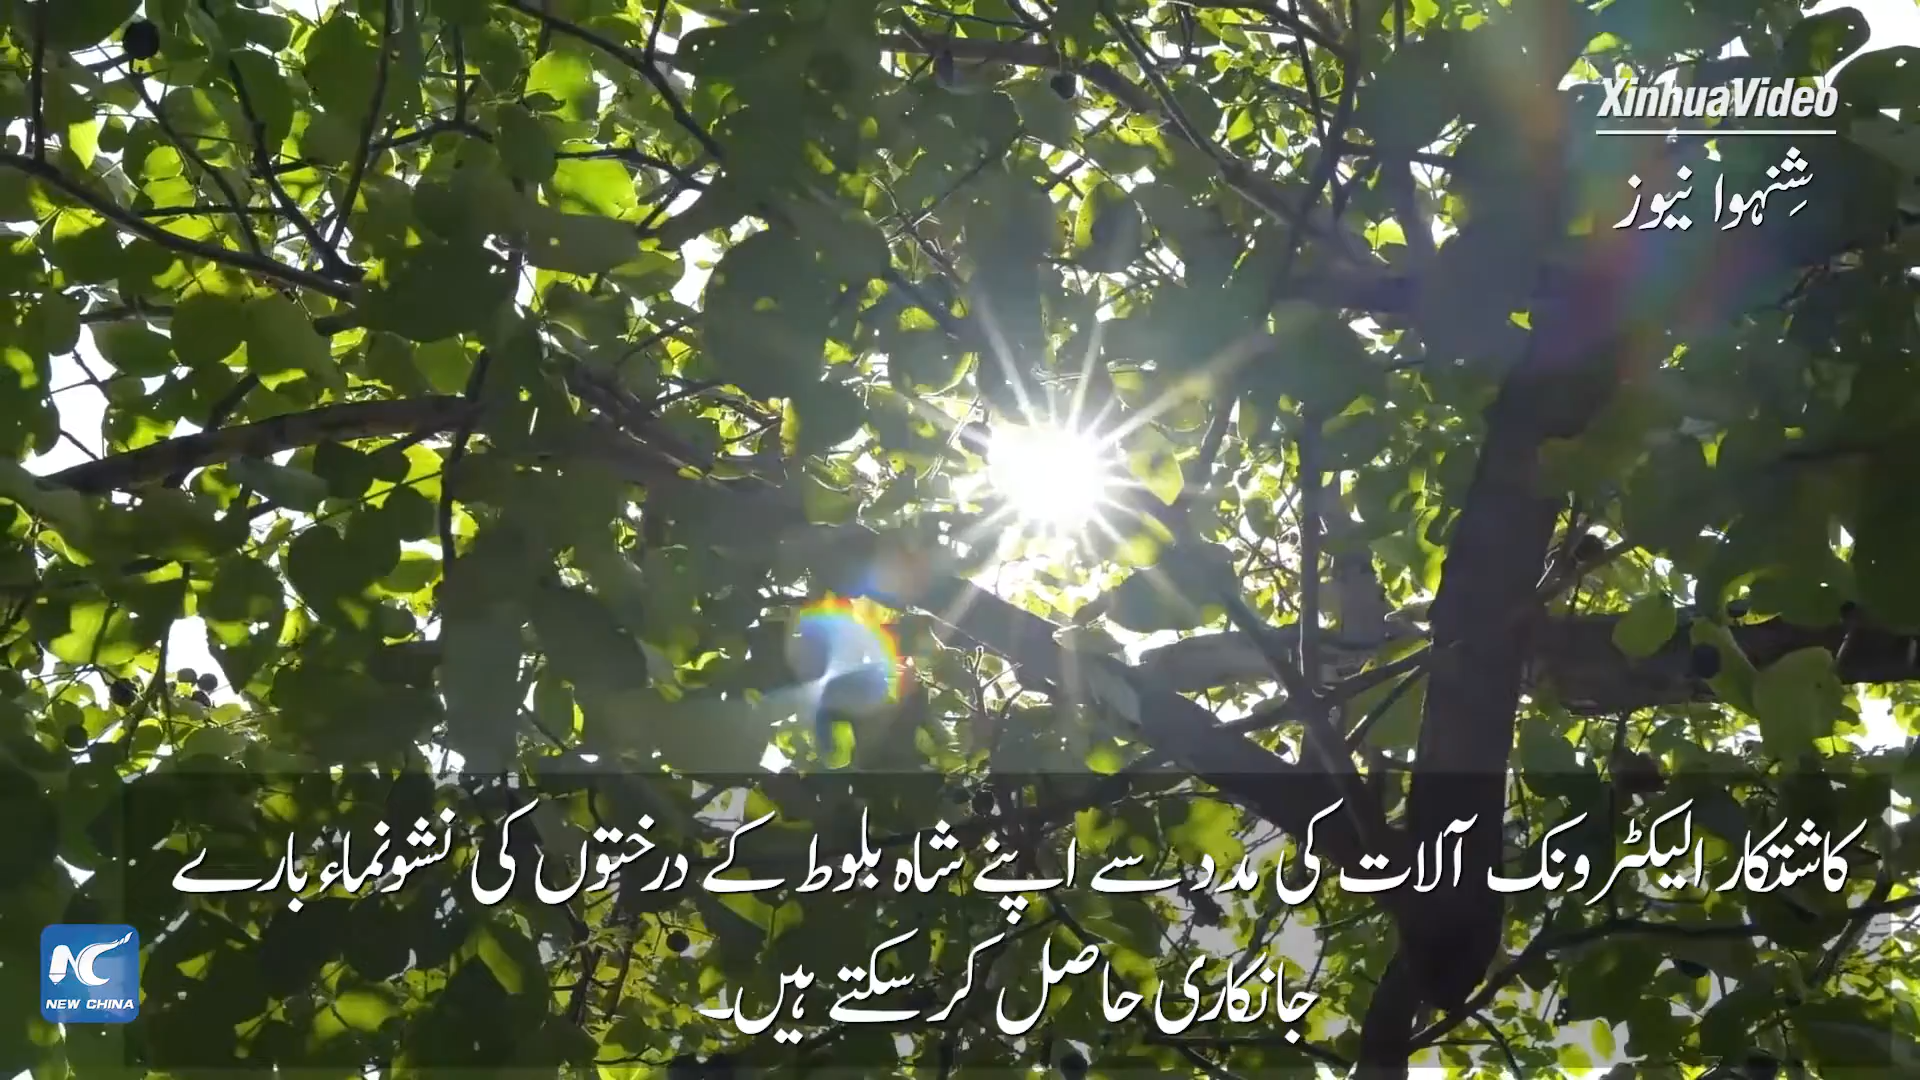 XinhuaVideo
شِنہوا نیوز
کاشتکار الیکٹرونک آلات کی مدد سے اپنے شاہ بلوط کے درختوں کی نشونماء بارے
جانکاری حاصل کر سکتے ہیں۔
NEW CHINA